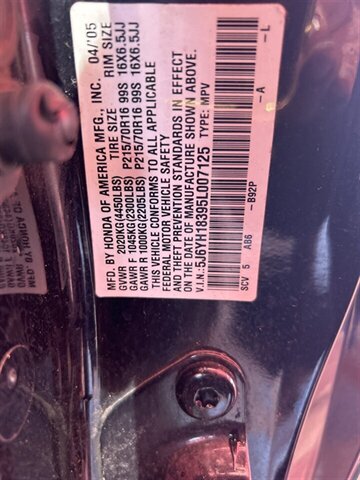 MFD. BY HONDA OF AMERICA MFG., INC. 04/'05
TIRE SIZE RIM SIZE
GVWR 2020KG(4450LBS)
GAWR F 1045KG(2300LBS) P215/70R16 99S 16X6.5JJ
GAWR R 1000KG(2205LBS) P215/70R16 99S 16X6.5JJ
THIS VEHICLE CONFORMS TO ALL APPLICABLE
FEDERAL MOTOR VEHICLE SAFETY
AND THEFT PREVENTION STANDARDS IN EFFECT
ON THE DATE OF MANUFACTURE SHOWN ABOVE.
V.I.N: 5J6YH18395L007125 TYPE: MPV
SCV 5 A86 -B92P -A -L